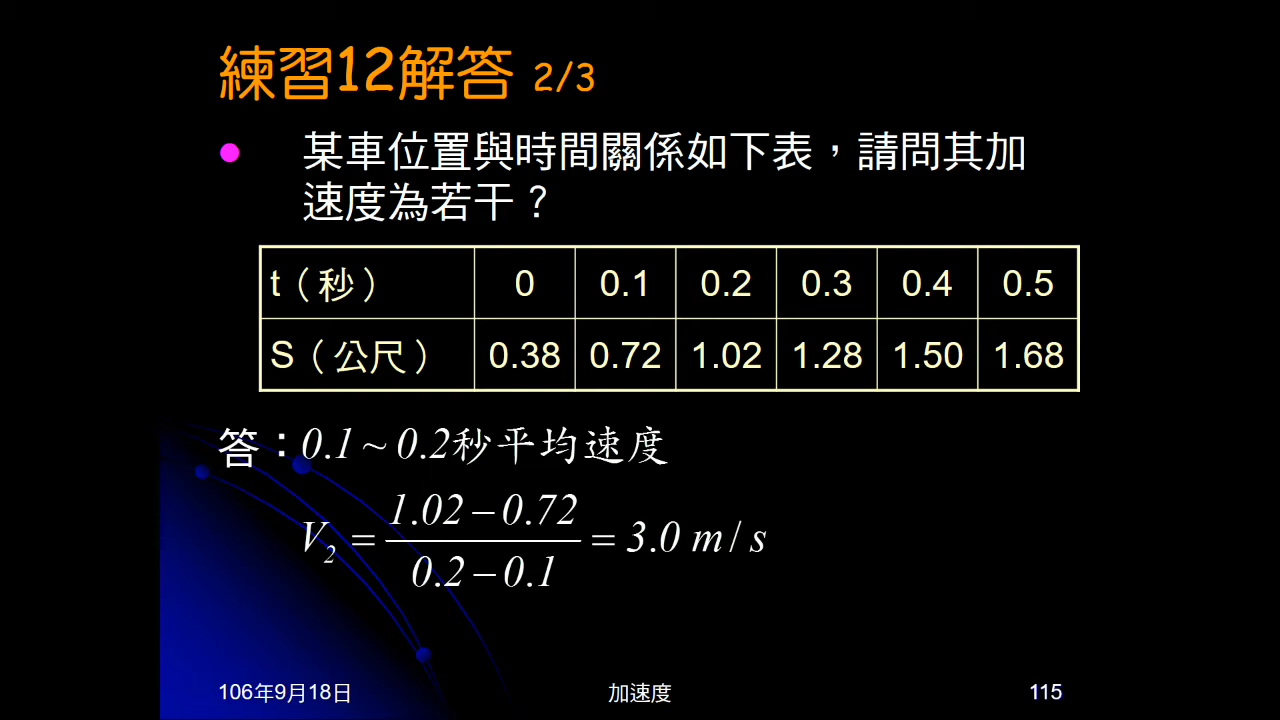 練習12解答 2/3
某車位置與時間關係如下表，請問其加
速度為若干？
t（秒） 0 0.1 0.2 0.3 0.4 0.5
S（公尺） 0.38 0.72 1.02 1.28 1.50 1.68
答：0.1 ~ 0.2秒平均速度
V₂ = (1.02 − 0.72) / (0.2 − 0.1) = 3.0 m / s
106年9月18日 加速度 115